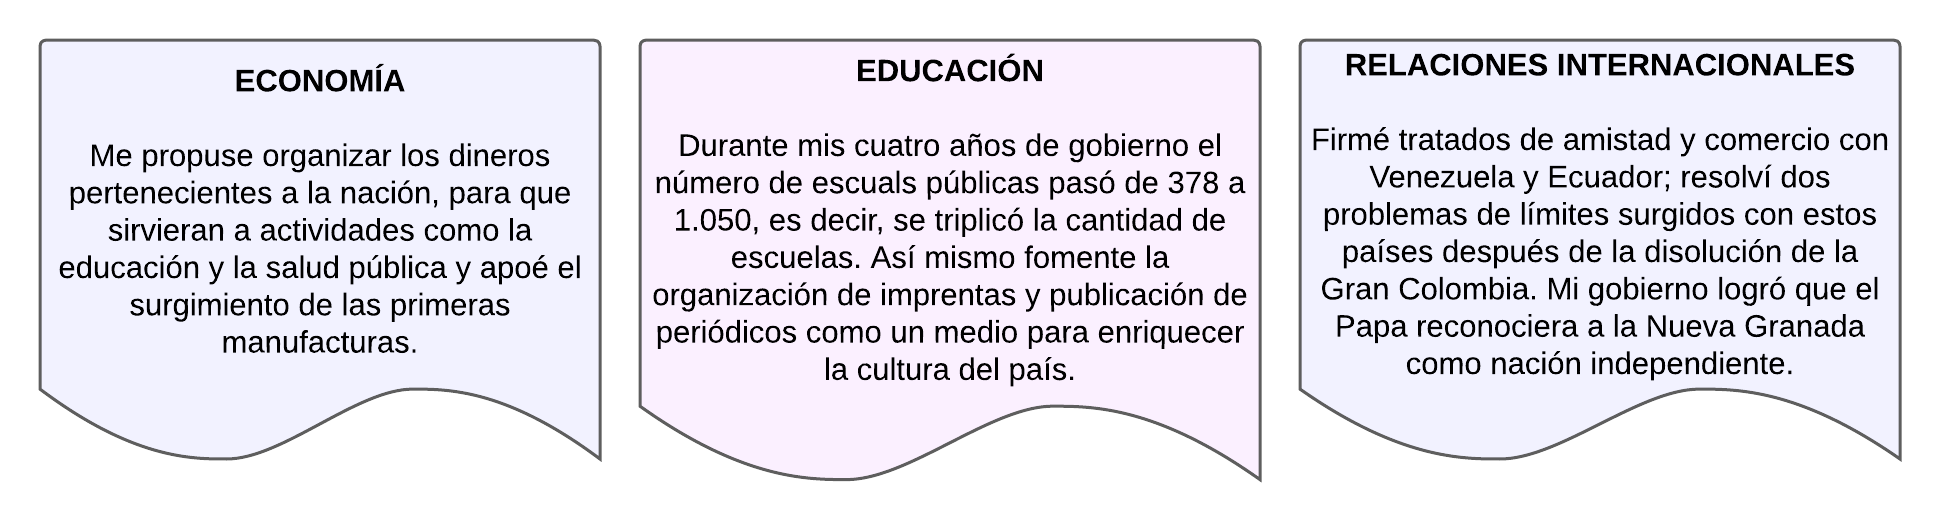 ECONOMÍA
Me propuse organizar los dineros
pertenecientes a la nación, para que
sirvieran a actividades como la
educación y la salud pública y apoé el
surgimiento de las primeras
manufacturas.
EDUCACIÓN
Durante mis cuatro años de gobierno el
número de escuals públicas pasó de 378 a
1.050, es decir, se triplicó la cantidad de
escuelas. Así mismo fomente la
organización de imprentas y publicación de
periódicos como un medio para enriquecer
la cultura del país.
RELACIONES INTERNACIONALES
Firmé tratados de amistad y comercio con
Venezuela y Ecuador; resolví dos
problemas de límites surgidos con estos
países después de la disolución de la
Gran Colombia. Mi gobierno logró que el
Papa reconociera a la Nueva Granada
como nación independiente.